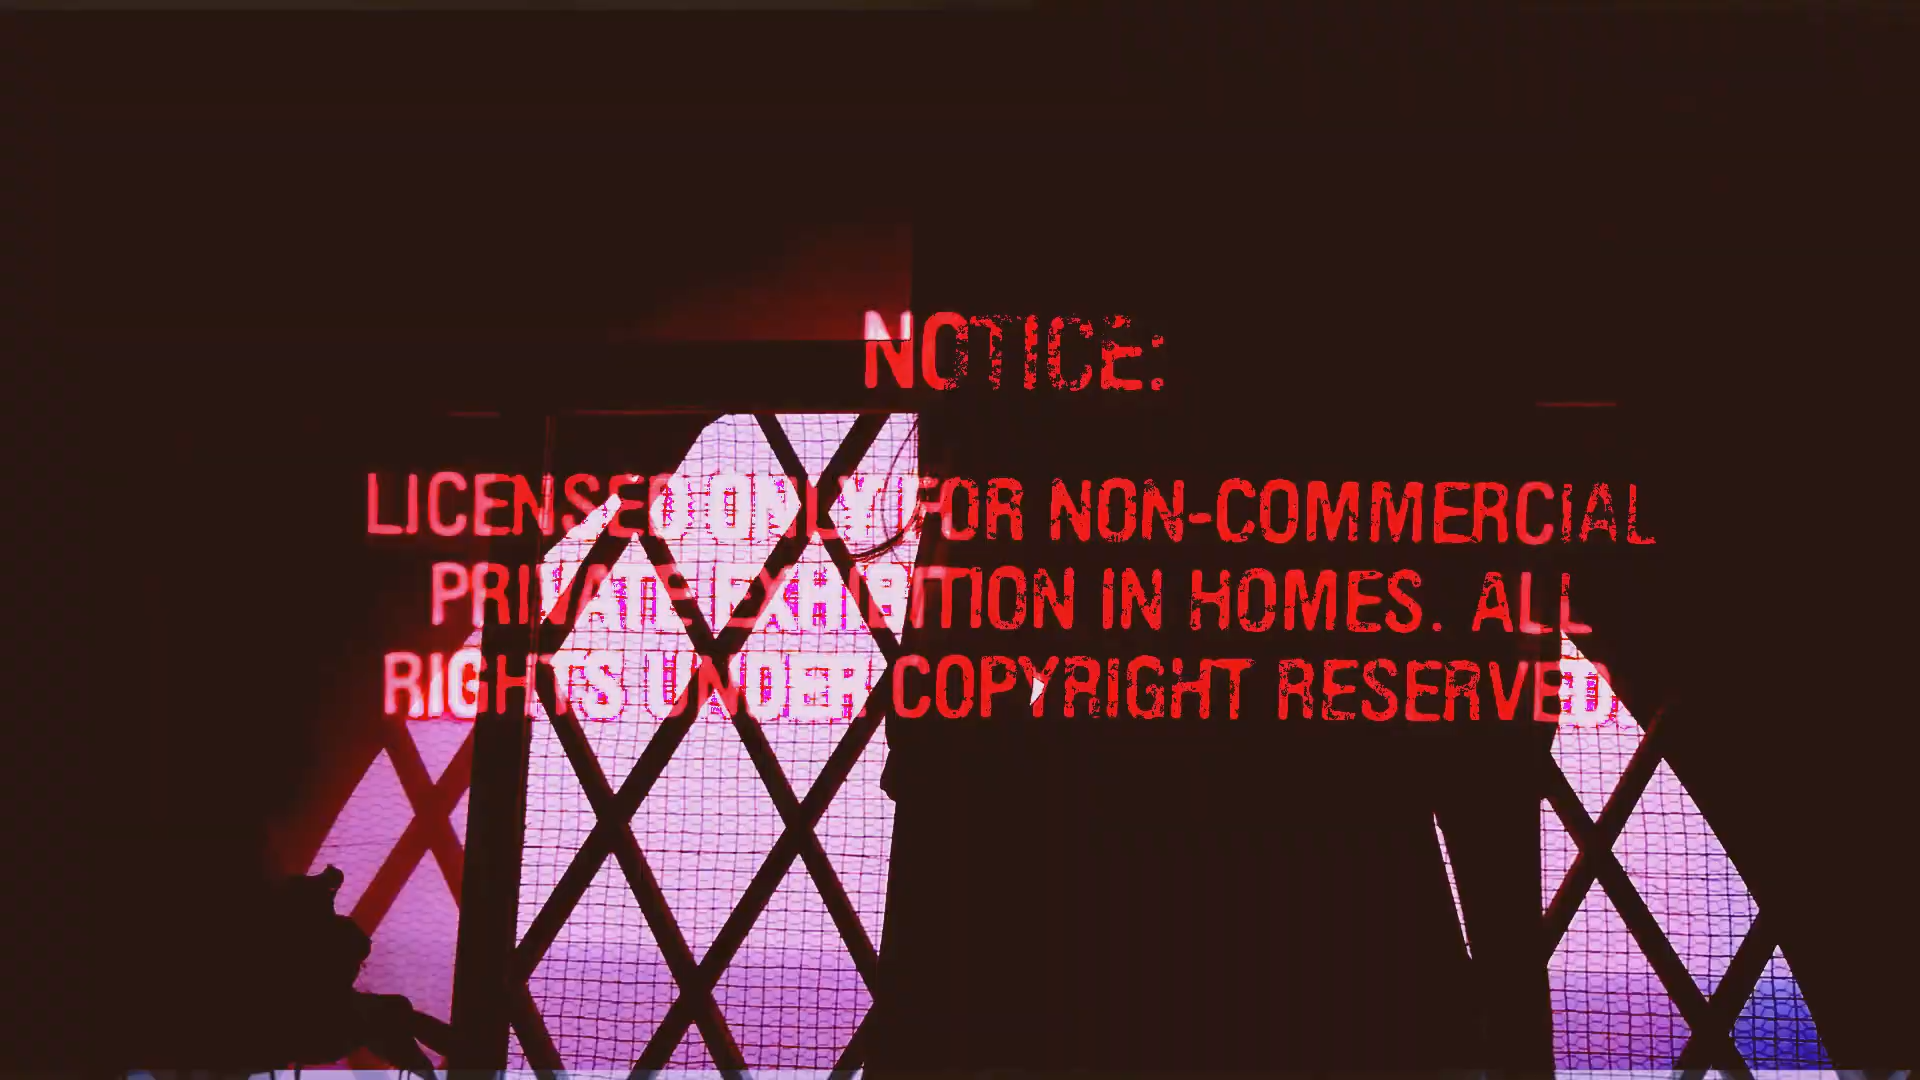 NOTICE:
LICENSED ONLY FOR NON-COMMERCIAL
PRIVATE EXHIBITION IN HOMES. ALL
RIGHTS UNDER COPYRIGHT RESERVED.